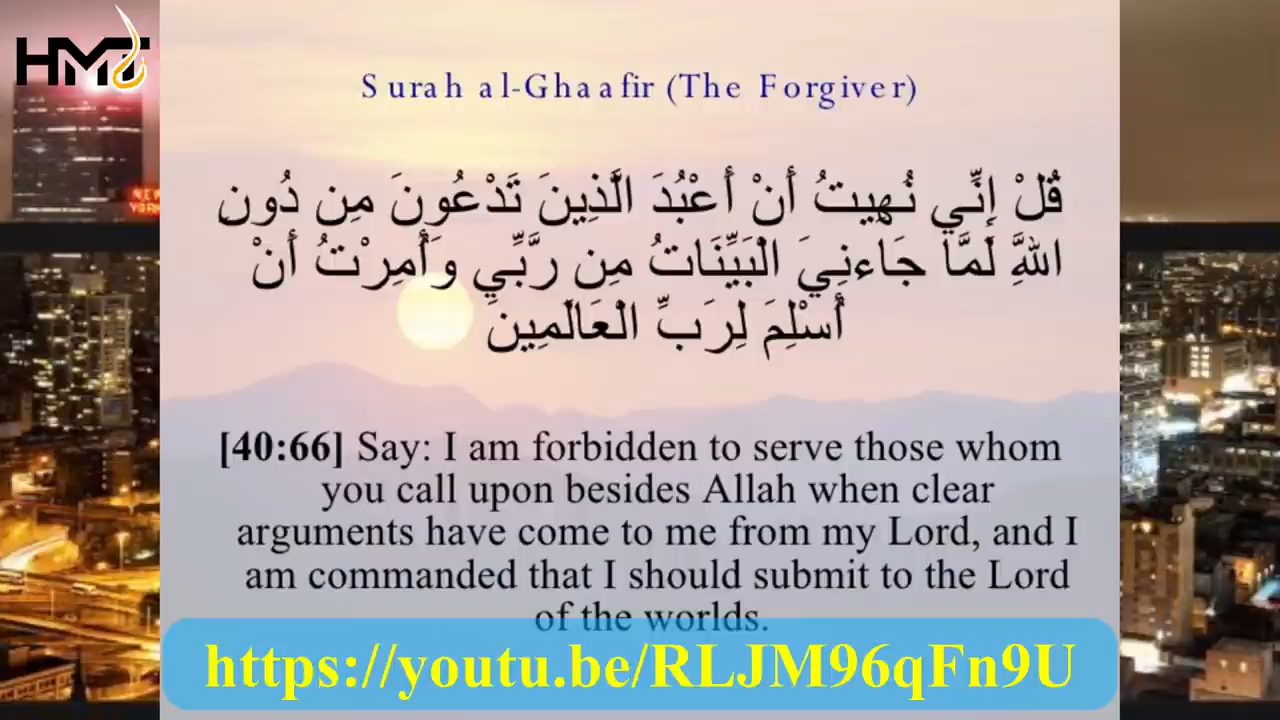 HMT
Surah al-Ghaafir (The Forgiver)
قُلْ إِنِّي نُهِيتُ أَنْ أَعْبُدَ الَّذِينَ تَدْعُونَ مِن دُونِ
اللَّهِ لَمَّا جَاءنِيَ الْبَيِّنَاتُ مِن رَّبِّي وَأُمِرْتُ أَنْ
أُسْلِمَ لِرَبِّ الْعَالَمِينَ
[40:66] Say: I am forbidden to serve those whom
you call upon besides Allah when clear
arguments have come to me from my Lord, and I
am commanded that I should submit to the Lord
of the worlds.
https://youtu.be/RLJM96qFn9U
NEW
YORK